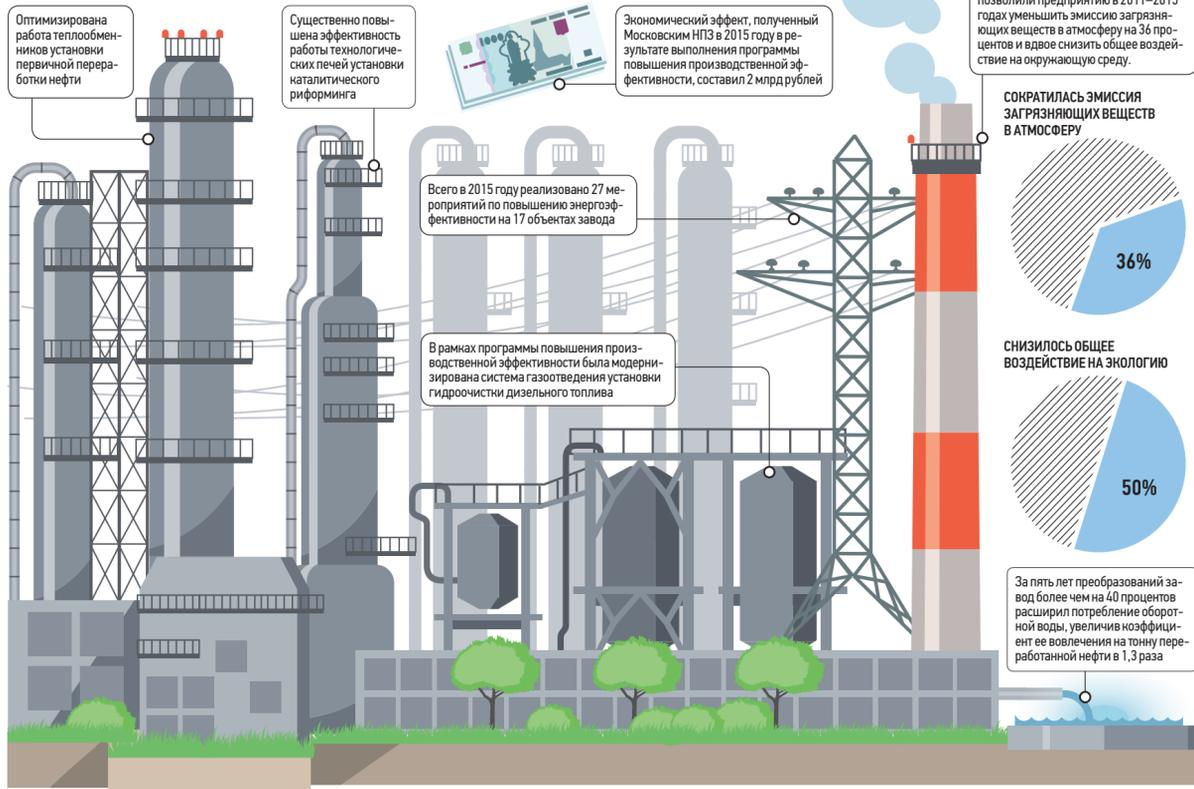 Оптимизирована
работа теплообмен-
ников установки
первичной перера-
ботки нефти
Существенно повы-
шена эффективность
работы технологиче-
ских печей установки
каталитического
риформинга
Экономический эффект, полученный
Московским НПЗ в 2015 году в ре-
зультате выполнения программы
повышения производственной эф-
фективности, составил 2 млрд рублей
позволили предприятию в 2011–2015
годах уменьшить эмиссию загрязня-
ющих веществ в атмосферу на 36 про-
центов и вдвое снизить общее воздей-
ствие на окружающую среду.
СОКРАТИЛАСЬ ЭМИССИЯ
ЗАГРЯЗНЯЮЩИХ ВЕЩЕСТВ
В АТМОСФЕРУ
36%
Всего в 2015 году реализовано 27 ме-
роприятий по повышению энергоэф-
фективности на 17 объектах завода
В рамках программы повышения произ-
водственной эффективности была модерни-
зирована система газоотведения установки
гидроочистки дизельного топлива
СНИЗИЛОСЬ ОБЩЕЕ
ВОЗДЕЙСТВИЕ НА ЭКОЛОГИЮ
50%
За пять лет преобразований за-
вод более чем на 40 процентов
расширил потребление оборот-
ной воды, увеличив коэффици-
ент ее вовлечения на тонну пере-
работанной нефти в 1,3 раза